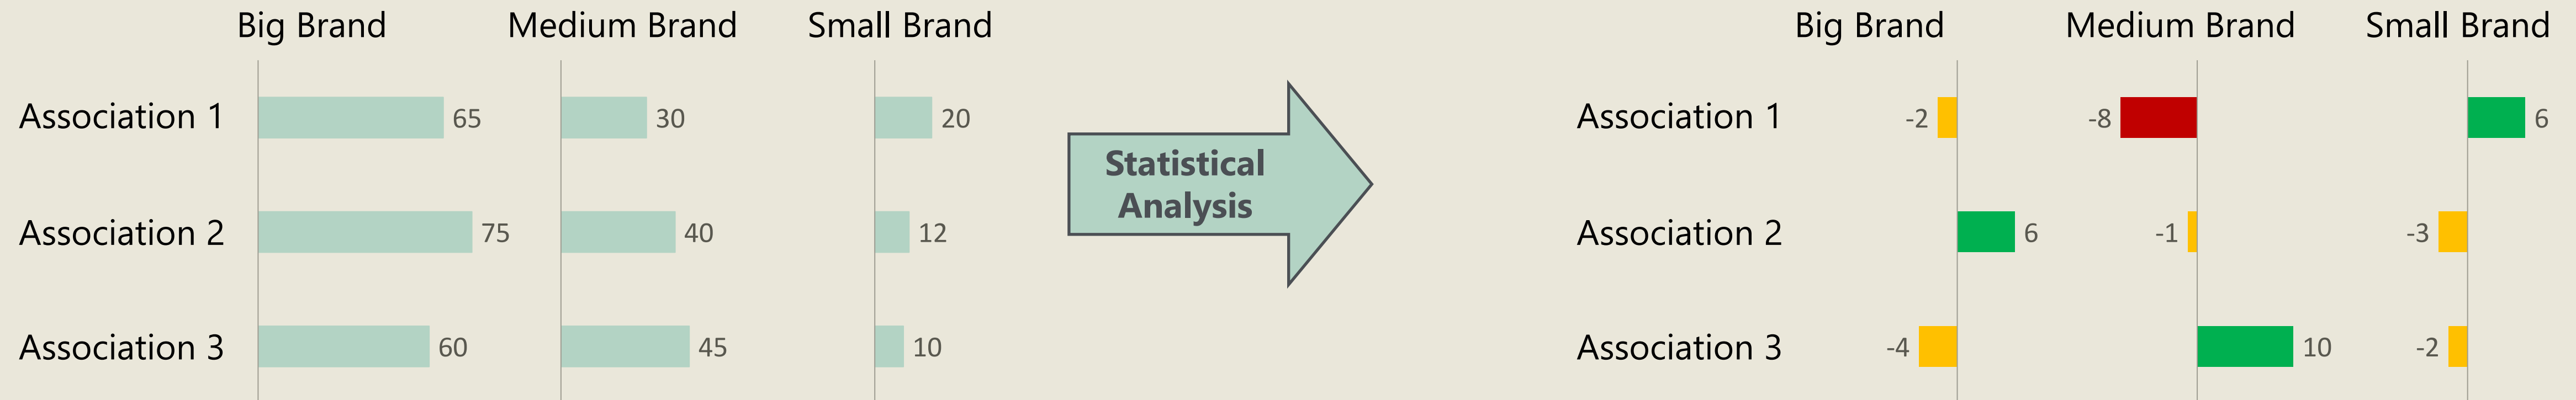 Big Brand Medium Brand Small Brand
Association 1 65 30 20
Association 2 75 40 12
Association 3 60 45 10
Statistical
Analysis
Big Brand Medium Brand Small Brand
Association 1 -2 -8 6
Association 2 6 -1 -3
Association 3 -4 10 -2